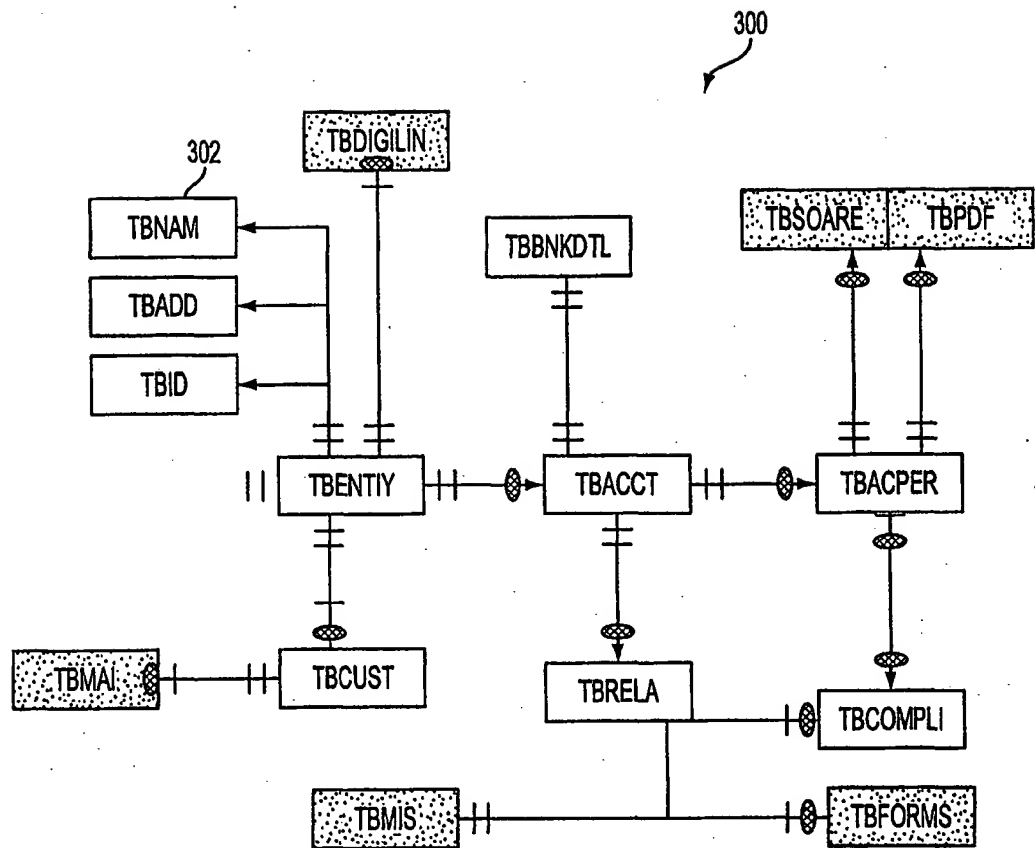 300
TBDIGILIN
302
TBNAM
TBSOARE
TBPDF
TBBNKDTL
TBADD
TBID
TBENTIY
TBACCT
TBACPER
TBMAI
TBCUST
TBRELA
TBCOMPLI
TBMIS
TBFORMS